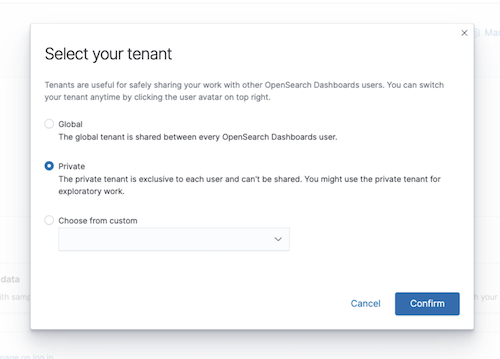 Select your tenant
Tenants are useful for safely sharing your work with other OpenSearch Dashboards users. You can switch
your tenant anytime by clicking the user avatar on top right.
Global
The global tenant is shared between every OpenSearch Dashboards user.
Private
The private tenant is exclusive to each user and can't be shared. You might use the private tenant for
exploratory work.
Choose from custom
data
Cancel
Confirm